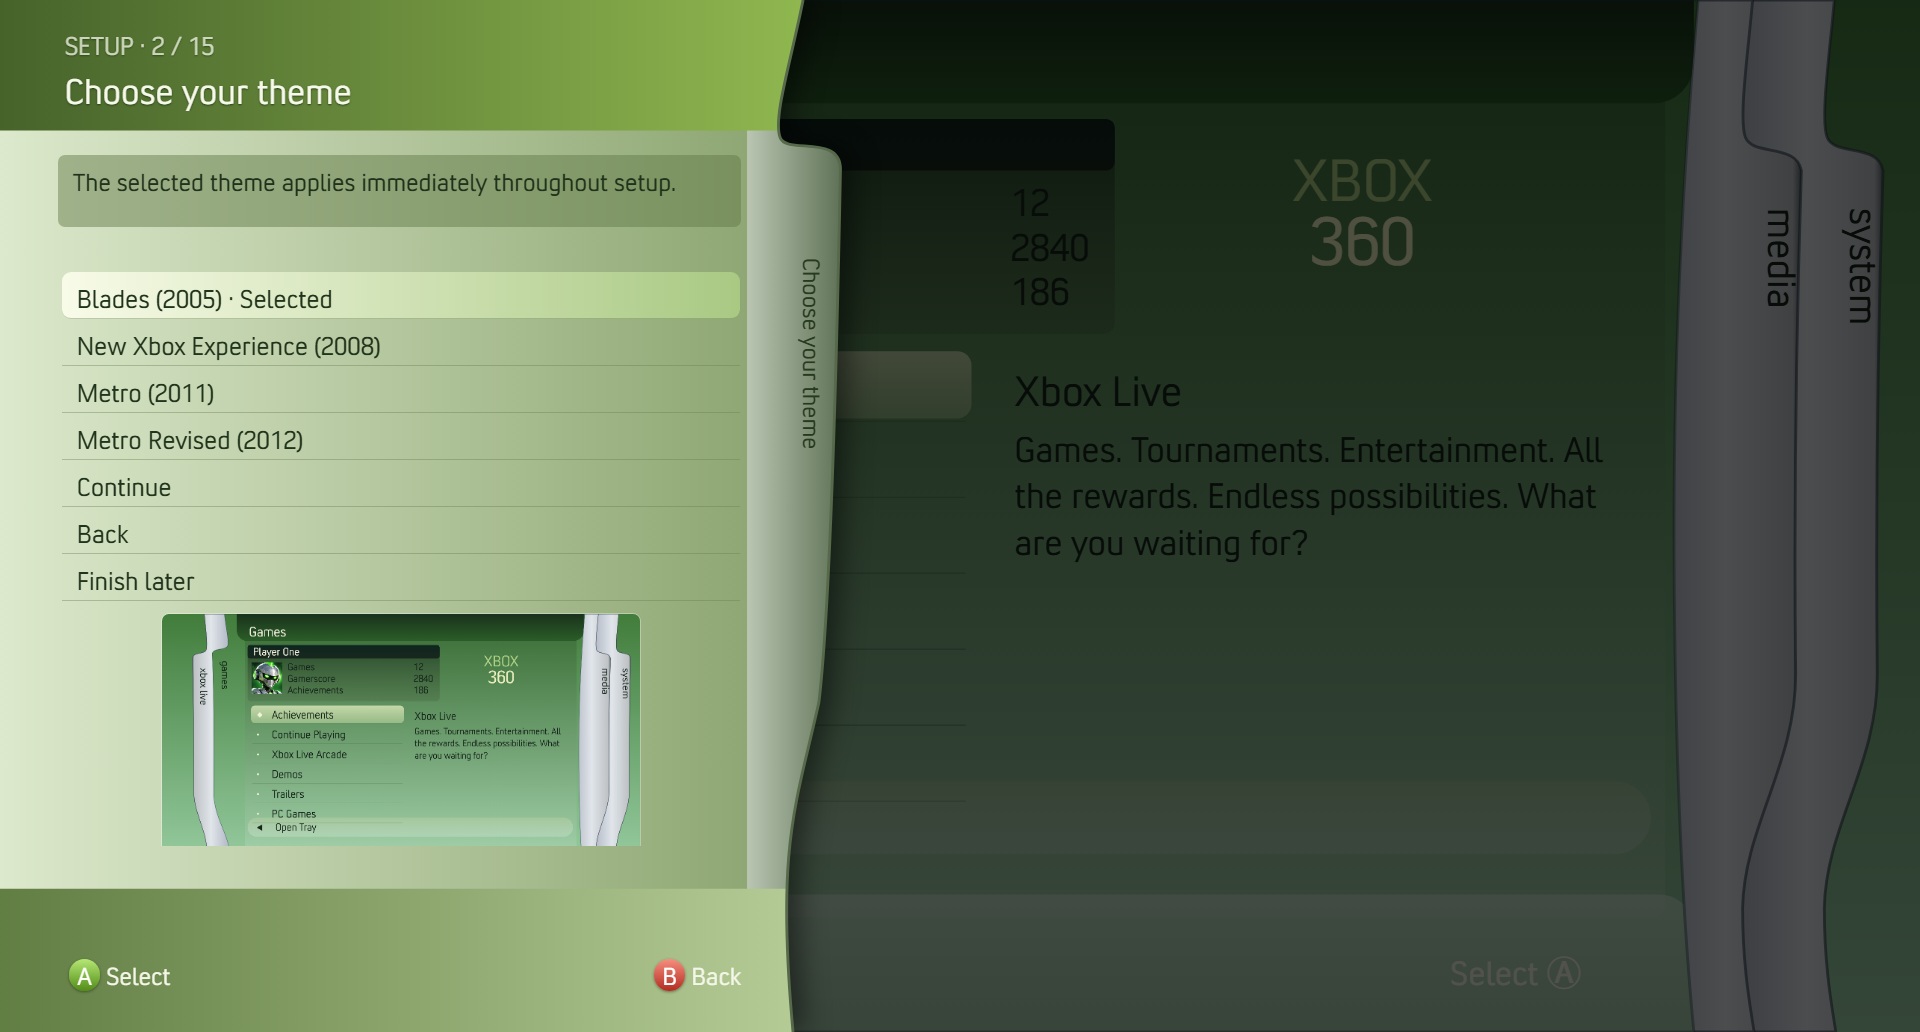 SETUP · 2 / 15
Choose your theme
The selected theme applies immediately throughout setup.
Blades (2005) · Selected
New Xbox Experience (2008)
Metro (2011)
Metro Revised (2012)
Continue
Back
Finish later
Games
Player One
Games 12
Gamerscore 2840
Achievements 186
XBOX
360
Achievements
Continue Playing
Xbox Live Arcade
Demos
Trailers
PC Games
Open Tray
Xbox Live
Games. Tournaments. Entertainment. All
the rewards. Endless possibilities. What
are you waiting for?
xbox live
games
media
system
A Select
B Back
Choose your theme
12
2840
186
XBOX
360
Xbox Live
Games. Tournaments. Entertainment. All
the rewards. Endless possibilities. What
are you waiting for?
Select A
media
system